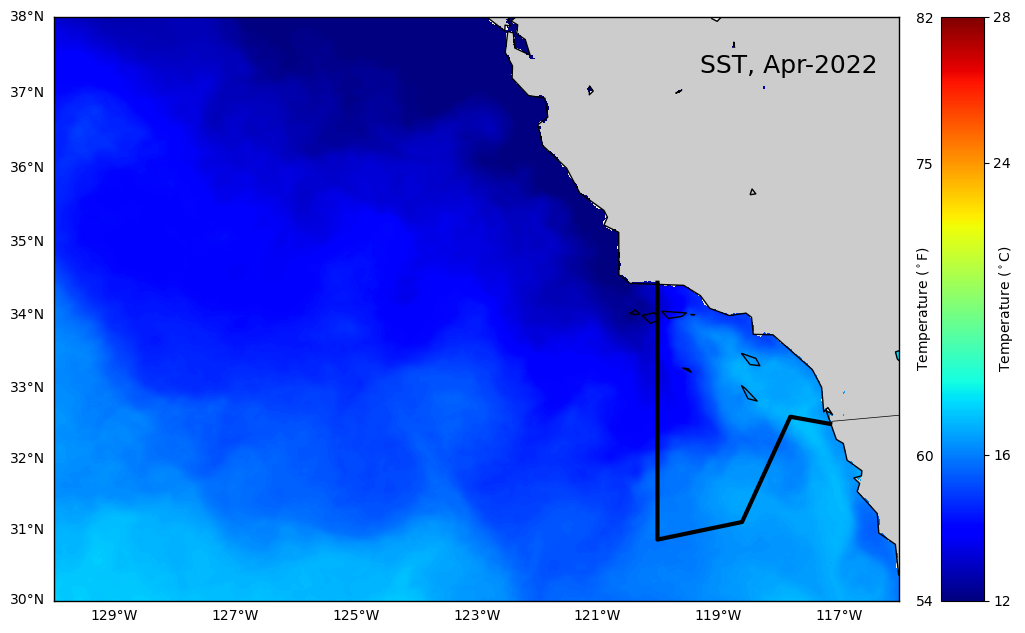 SST, Apr-2022
38°N
37°N
36°N
35°N
34°N
33°N
32°N
31°N
30°N
129°W 127°W 125°W 123°W 121°W 119°W 117°W
82
75
60
54
Temperature (°F)
28
24
16
12
Temperature (°C)